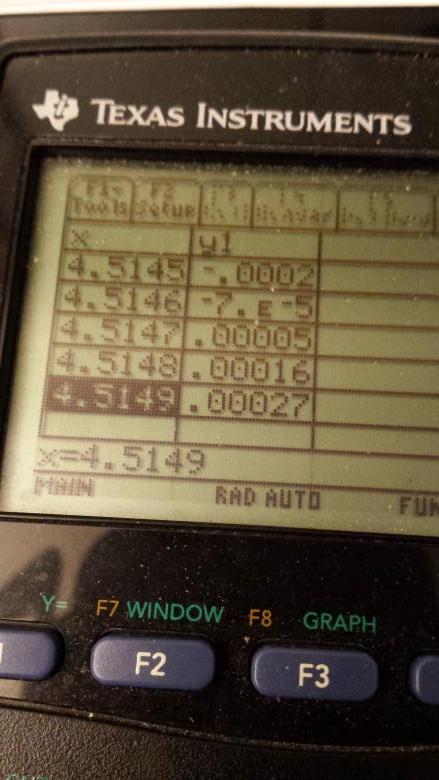 TEXAS INSTRUMENTS
F1▾ F2
Tools Setup
x y1
4.5145 -.0002
4.5146 -7.E-5
4.5147 .00005
4.5148 .00016
4.5149 .00027
x=4.5149
MAIN RAD AUTO FUN
Y= F7 WINDOW F8 GRAPH
F2 F3